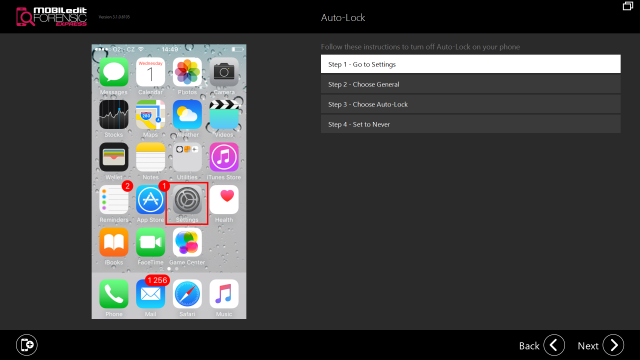 MOBILedit
FORENSIC
EXPRESS
Auto-Lock
Follow these instructions to turn off Auto-Lock on your phone
Step 1 - Go to Settings
Step 2 - Choose General
Step 3 - Choose Auto-Lock
Step 4 - Set to Never
O2 - CZ
14:49
Wednesday
1
Messages
Calendar
Photos
Camera
Stocks
Maps
Weather
Videos
Wallet
Notes
Utilities
iTunes Store
2
1
Reminders
App Store
Settings
Health
iBooks
FaceTime
Game Center
1 256
Phone
Mail
Safari
Music
Back
Next